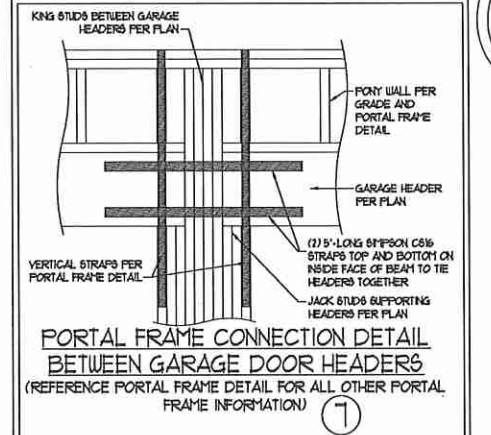 KING STUDS BETWEEN GARAGE
HEADERS PER PLAN
PONY WALL PER
GRADE AND
PORTAL FRAME
DETAIL
GARAGE HEADER
PER PLAN
(2) 5'-LONG SIMPSON CS16
STRAPS TOP AND BOTTOM ON
INSIDE FACE OF BEAM TO TIE
HEADERS TOGETHER
VERTICAL STRAPS PER
PORTAL FRAME DETAIL
JACK STUDS SUPPORTING
HEADERS PER PLAN
PORTAL FRAME CONNECTION DETAIL
BETWEEN GARAGE DOOR HEADERS
(REFERENCE PORTAL FRAME DETAIL FOR ALL OTHER PORTAL
FRAME INFORMATION)
7